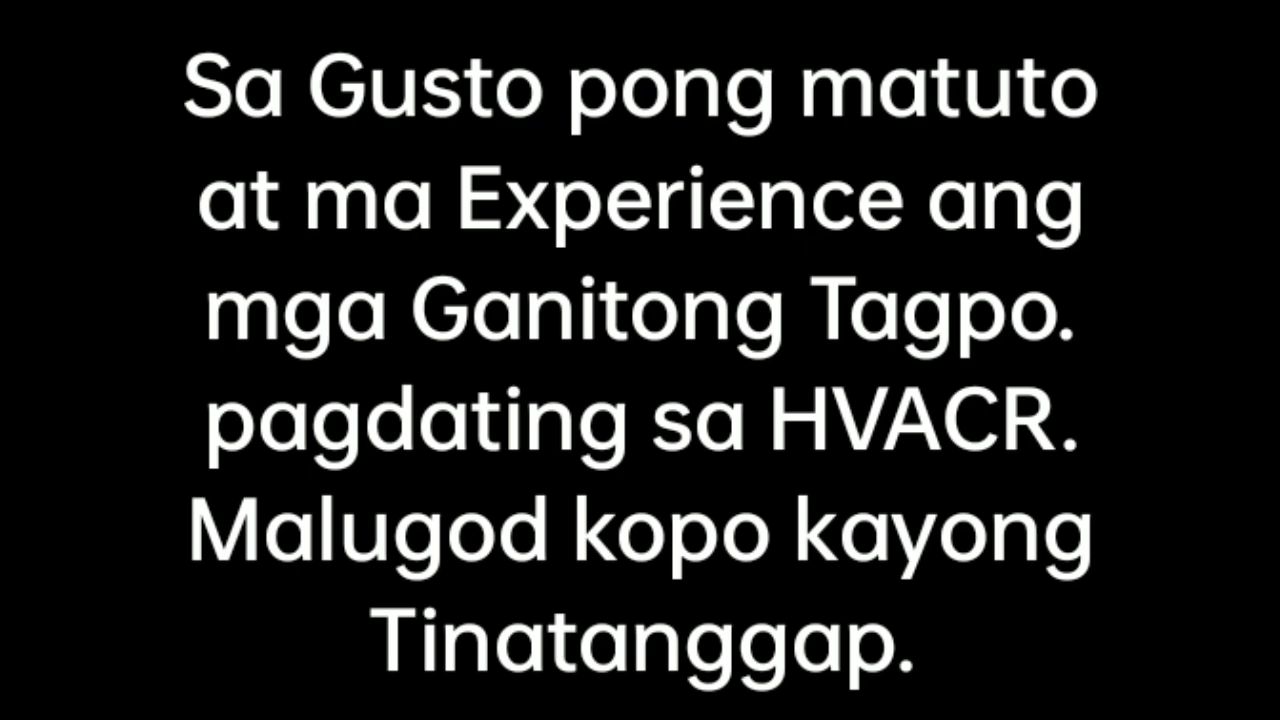 Sa Gusto pong matuto
at ma Experience ang
mga Ganitong Tagpo.
pagdating sa HVACR.
Malugod kopo kayong
Tinatanggap.